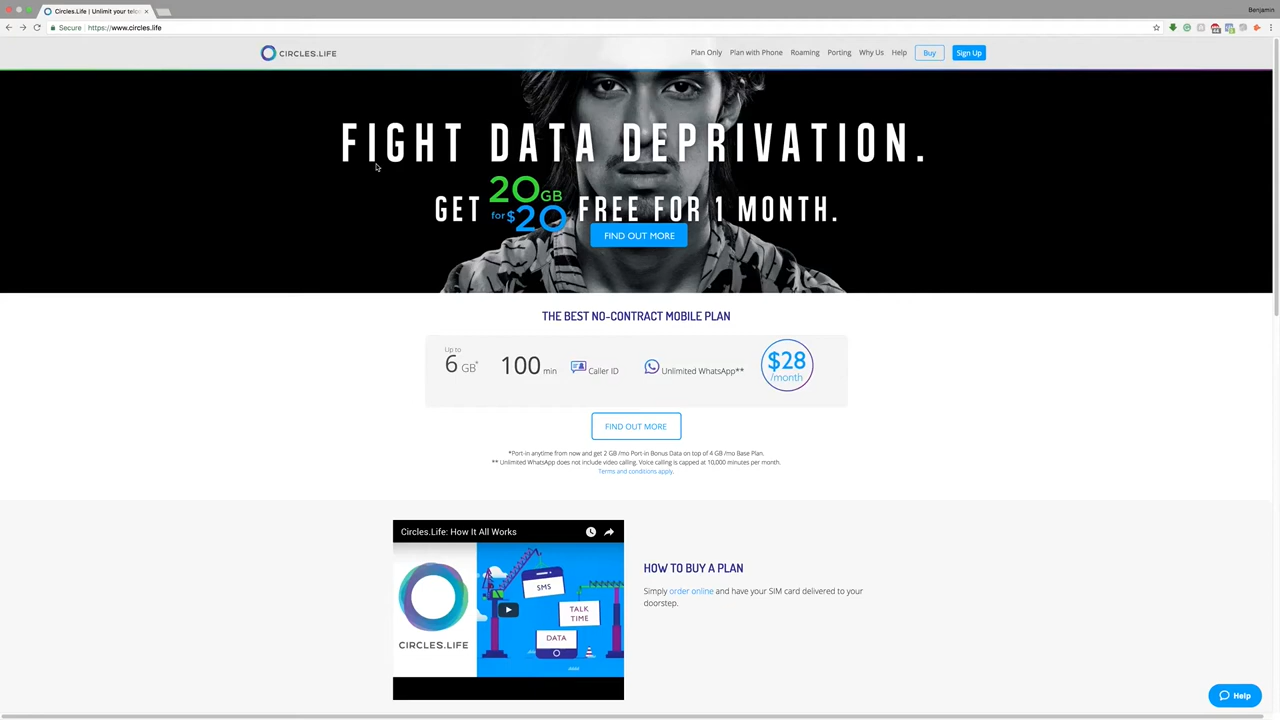 Circles.Life | Unlimit your telco
Benjamin
Secure
https://www.circles.life
CIRCLES.LIFE
Plan Only
Plan with Phone
Roaming
Porting
Why Us
Help
Buy
Sign Up
FIGHT DATA DEPRIVATION.
GET 20GB for $20 FREE FOR 1 MONTH.
FIND OUT MORE
THE BEST NO-CONTRACT MOBILE PLAN
Up to
6 GB*
100 min
Caller ID
Unlimited WhatsApp**
$28
/month
FIND OUT MORE
*Port-in anytime from now and get 2 GB /mo Port-in Bonus Data on top of 4 GB /mo Base Plan.
** Unlimited WhatsApp does not include video calling. Voice calling is capped at 10,000 minutes per month.
Terms and conditions apply.
Circles.Life: How It All Works
SMS
TALK
TIME
DATA
CIRCLES.LIFE
HOW TO BUY A PLAN
Simply order online and have your SIM card delivered to your
doorstep.
Help